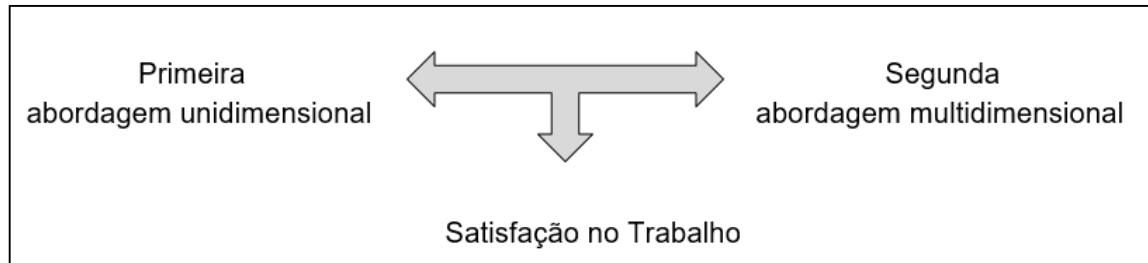 Primeira
abordagem unidimensional
Segunda
abordagem multidimensional
Satisfação no Trabalho